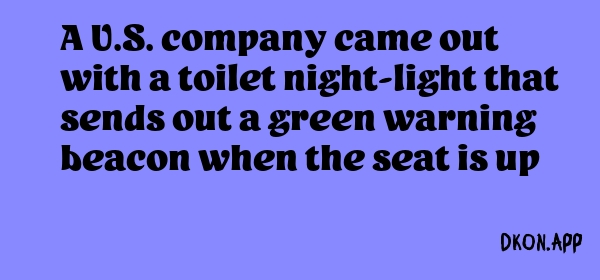 A U.S. company came out
with a toilet night-light that
sends out a green warning
beacon when the seat is up
DKON.APP